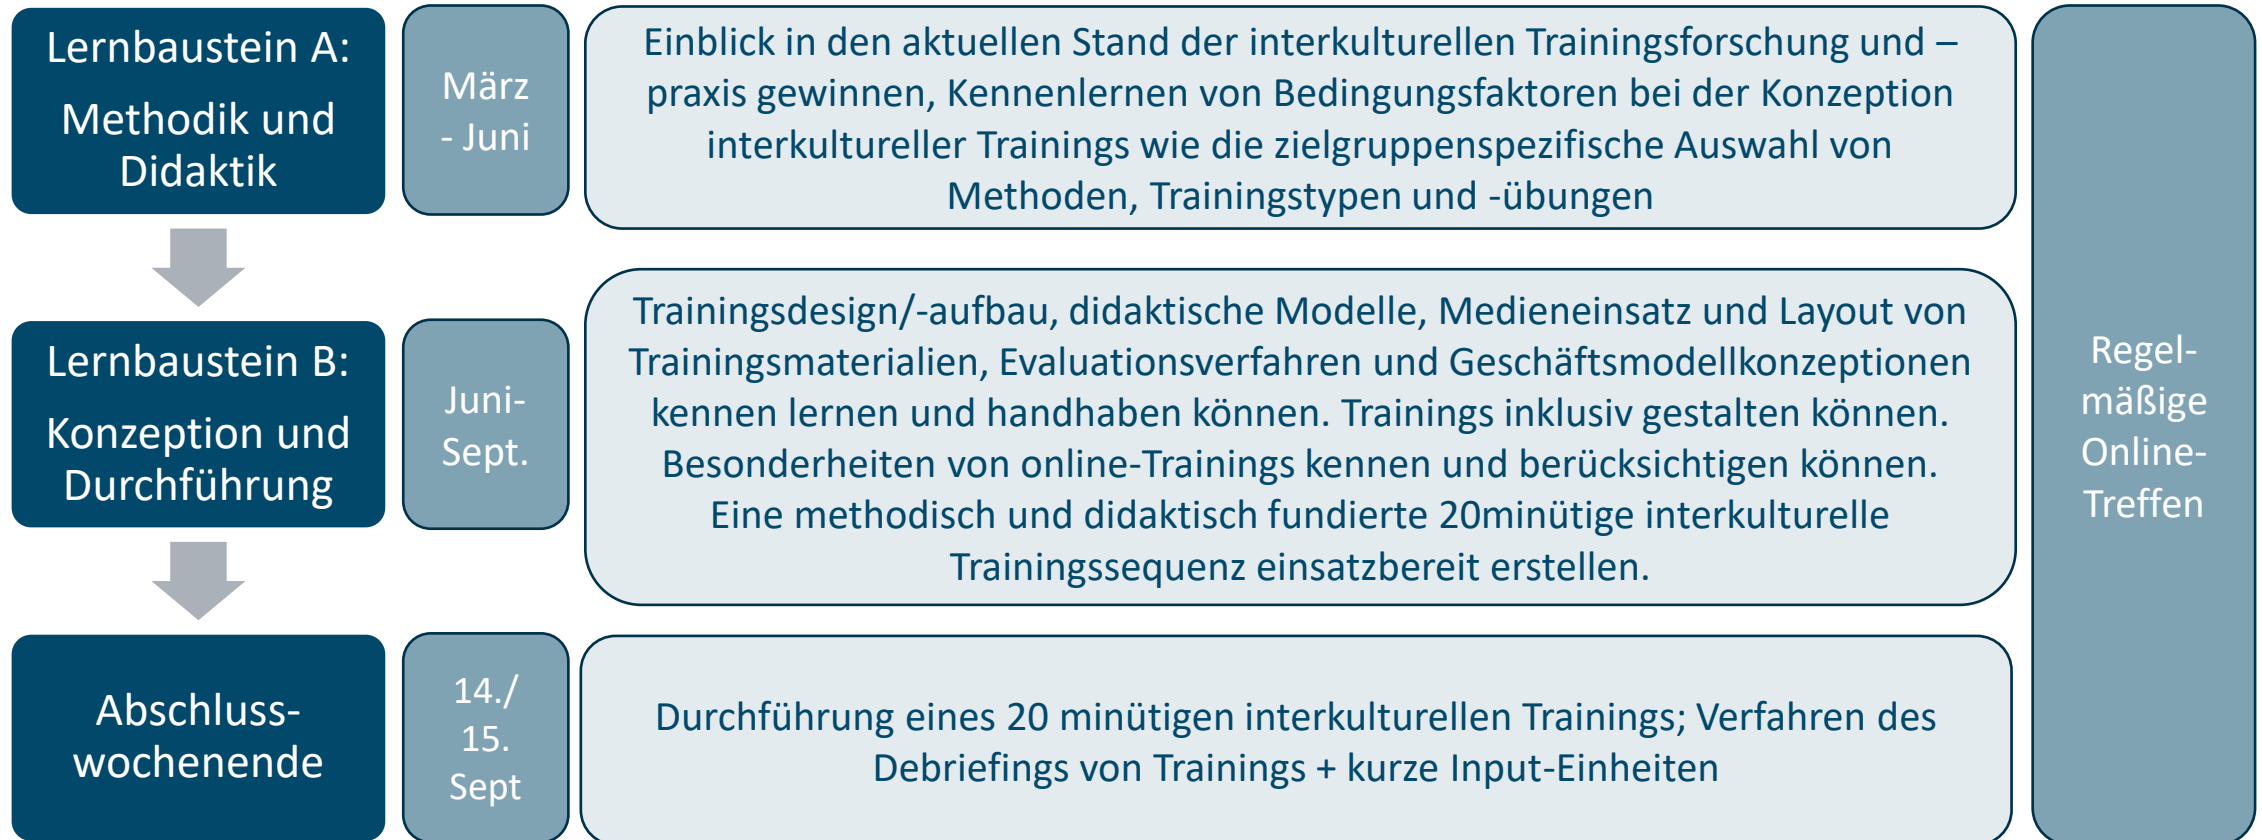 Lernbaustein A:
Methodik und
Didaktik
März
- Juni
Einblick in den aktuellen Stand der interkulturellen Trainingsforschung und –
praxis gewinnen, Kennenlernen von Bedingungsfaktoren bei der Konzeption
interkultureller Trainings wie die zielgruppenspezifische Auswahl von
Methoden, Trainingstypen und -übungen
Lernbaustein B:
Konzeption und
Durchführung
Juni-
Sept.
Trainingsdesign/-aufbau, didaktische Modelle, Medieneinsatz und Layout von
Trainingsmaterialien, Evaluationsverfahren und Geschäftsmodellkonzeptionen
kennen lernen und handhaben können. Trainings inklusiv gestalten können.
Besonderheiten von online-Trainings kennen und berücksichtigen können.
Eine methodisch und didaktisch fundierte 20minütige interkulturelle
Trainingssequenz einsatzbereit erstellen.
Abschluss-
wochenende
14./
15.
Sept
Durchführung eines 20 minütigen interkulturellen Trainings; Verfahren des
Debriefings von Trainings + kurze Input-Einheiten
Regel-
mäßige
Online-
Treffen